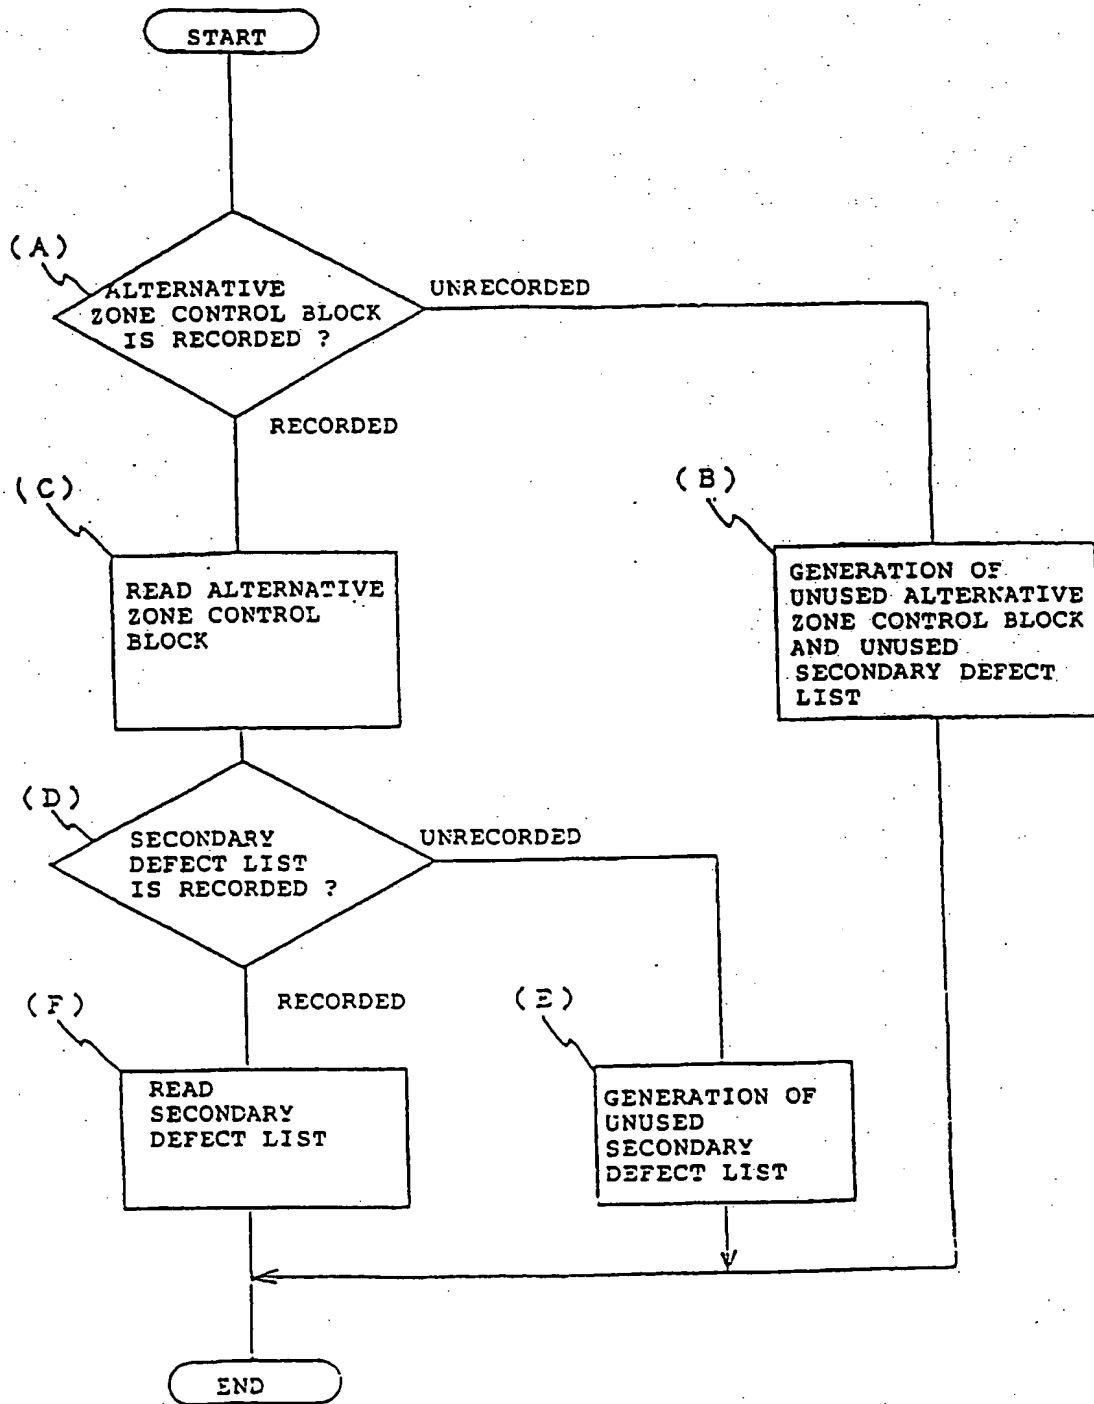 START
(A)
ALTERNATIVE
ZONE CONTROL BLOCK
IS RECORDED ?
UNRECORDED
RECORDED
(C)
READ ALTERNATIVE
ZONE CONTROL
BLOCK
(B)
GENERATION OF
UNUSED ALTERNATIVE
ZONE CONTROL BLOCK
AND UNUSED
SECONDARY DEFECT
LIST
(D)
SECONDARY
DEFECT LIST
IS RECORDED ?
UNRECORDED
RECORDED
(F)
READ
SECONDARY
DEFECT LIST
(E)
GENERATION OF
UNUSED
SECONDARY
DEFECT LIST
END